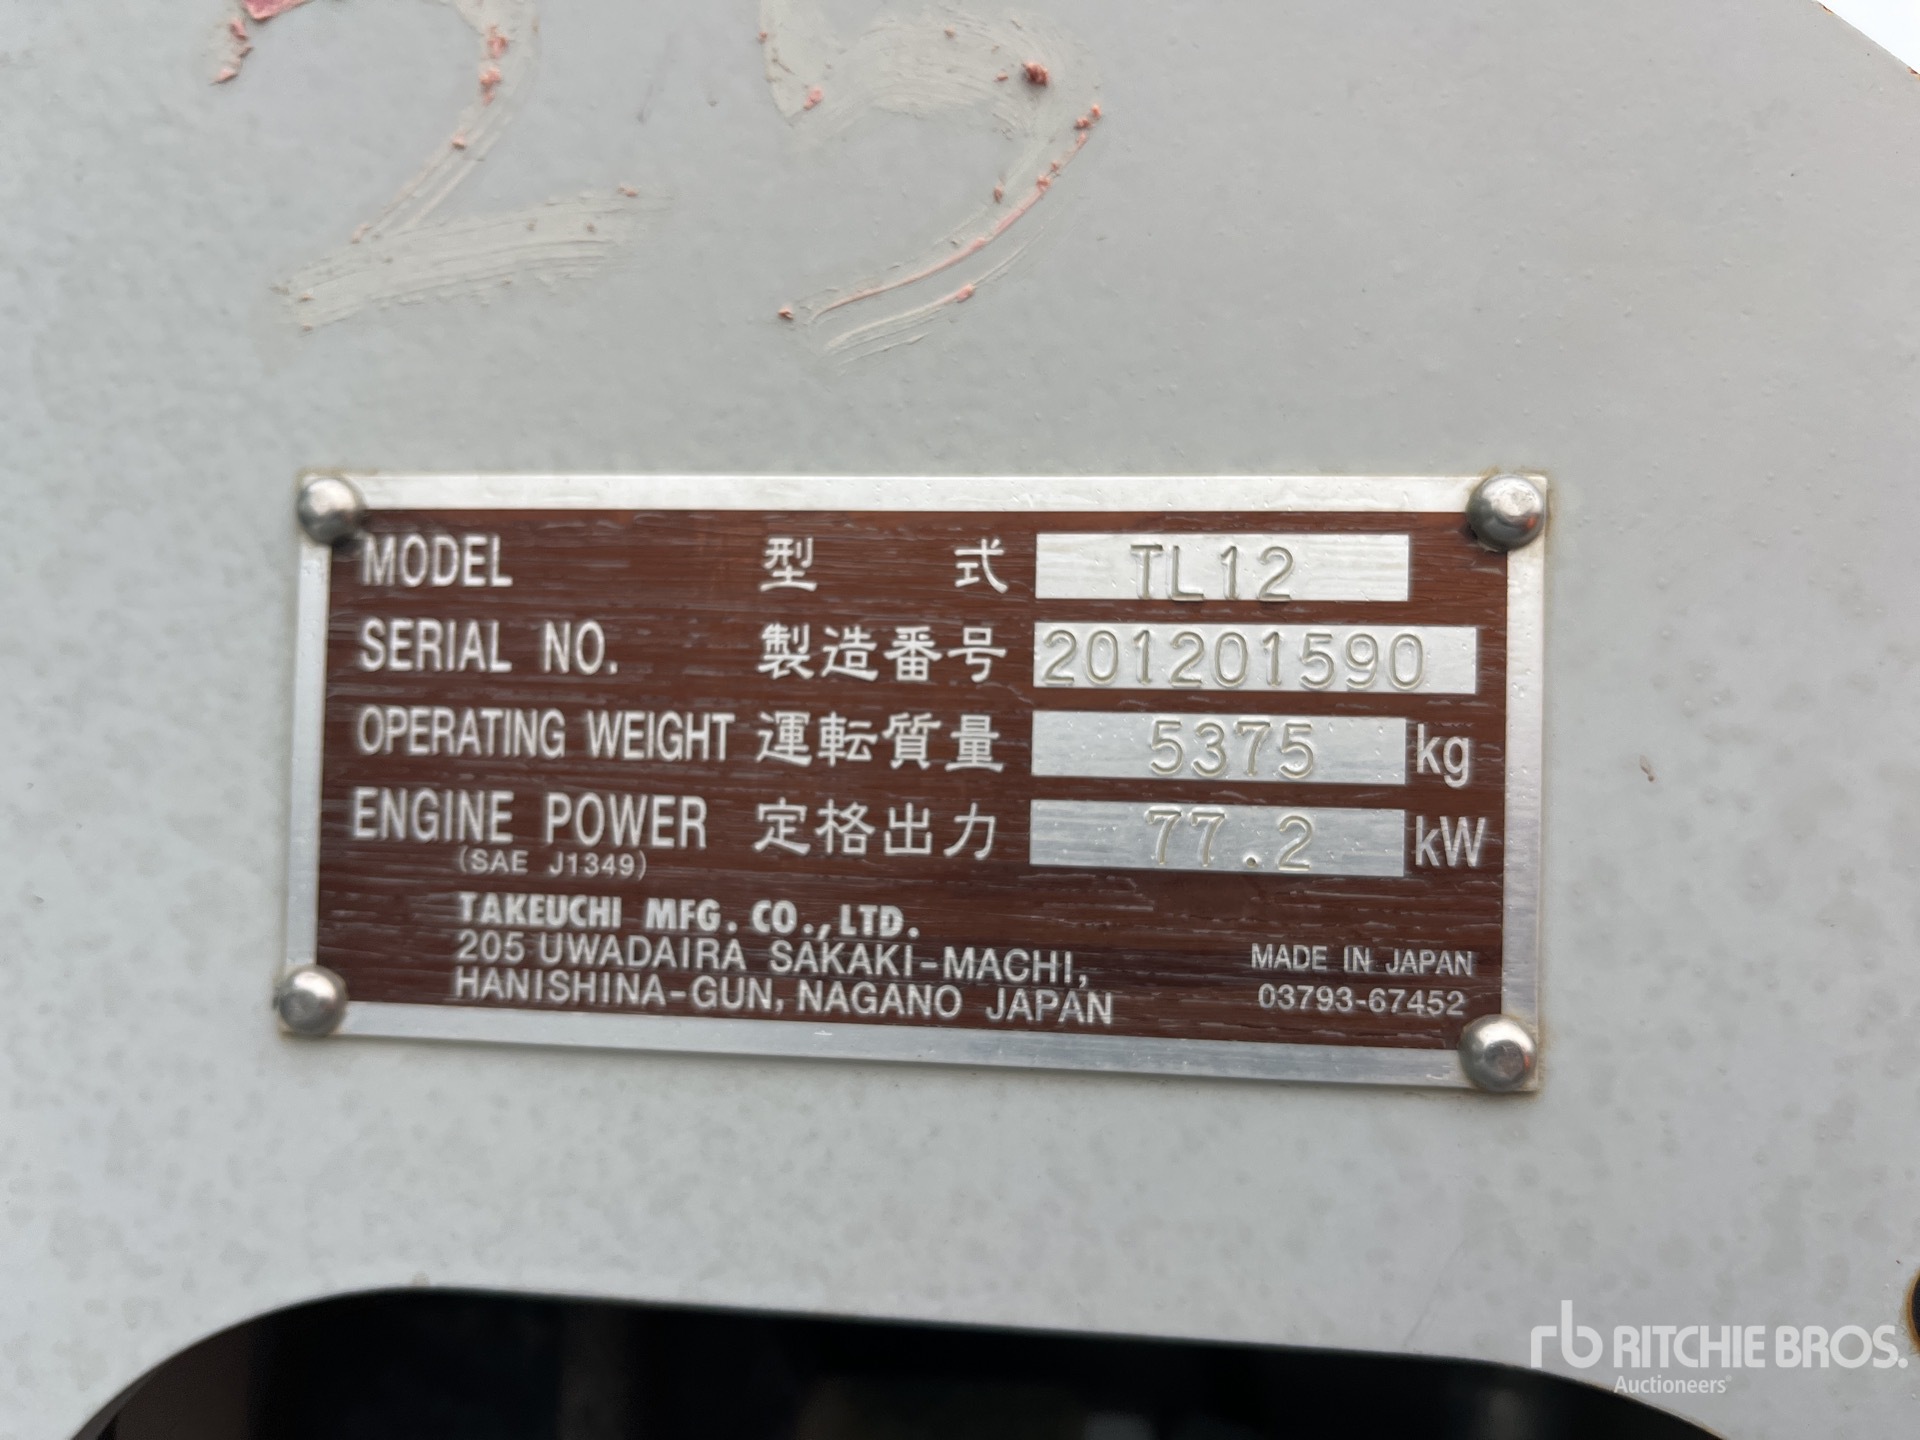 25
MODEL 型式 TL12
SERIAL NO. 製造番号 201201590
OPERATING WEIGHT 運転質量 5375 kg
ENGINE POWER 定格出力 77.2 kW
(SAE J1349)
TAKEUCHI MFG. CO., LTD.
205 UWADAIRA SAKAKI-MACHI,
HANISHINA-GUN, NAGANO JAPAN
MADE IN JAPAN
03793-67452
rb RITCHIE BROS.
Auctioneers